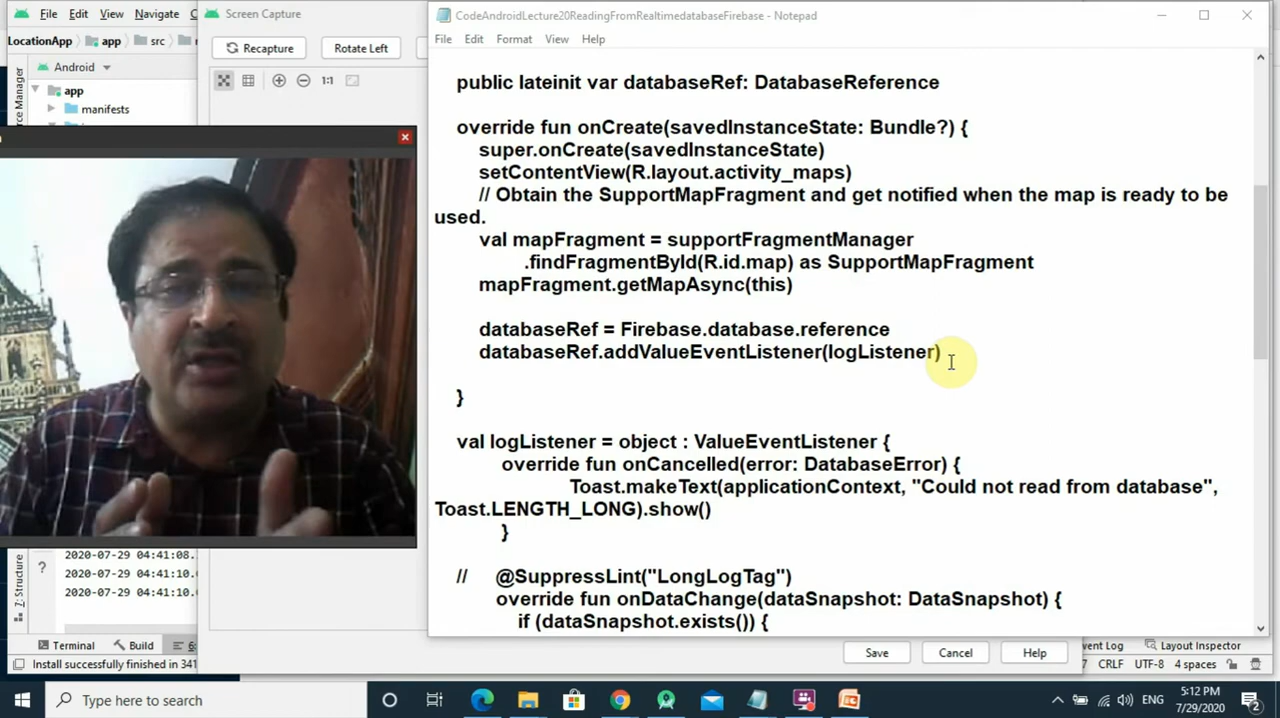 File Edit View Navigate
Screen Capture
CodeAndroidLecture20ReadingFromRealtimedatabaseFirebase - Notepad
LocationApp app src
Recapture
Rotate Left
File Edit Format View Help
Android
1:1
app
manifests
public lateinit var databaseRef: DatabaseReference
override fun onCreate(savedInstanceState: Bundle?) {
super.onCreate(savedInstanceState)
setContentView(R.layout.activity_maps)
// Obtain the SupportMapFragment and get notified when the map is ready to be
used.
val mapFragment = supportFragmentManager
.findFragmentById(R.id.map) as SupportMapFragment
mapFragment.getMapAsync(this)
databaseRef = Firebase.database.reference
databaseRef.addValueEventListener(logListener)
}
val logListener = object : ValueEventListener {
override fun onCancelled(error: DatabaseError) {
Toast.makeText(applicationContext, "Could not read from database",
Toast.LENGTH_LONG).show()
}
// @SuppressLint("LongLogTag")
override fun onDataChange(dataSnapshot: DataSnapshot) {
if (dataSnapshot.exists()) {
2020-07-29 04:41:08.
2020-07-29 04:41:10.0
2020-07-29 04:41:10.0
Z: Structure
Terminal Build
Save Cancel Help
Layout Inspector
Install successfully finished in 341
CRLF UTF-8 4 spaces
Type here to search
ENG
5:12 PM
7/29/2020
2